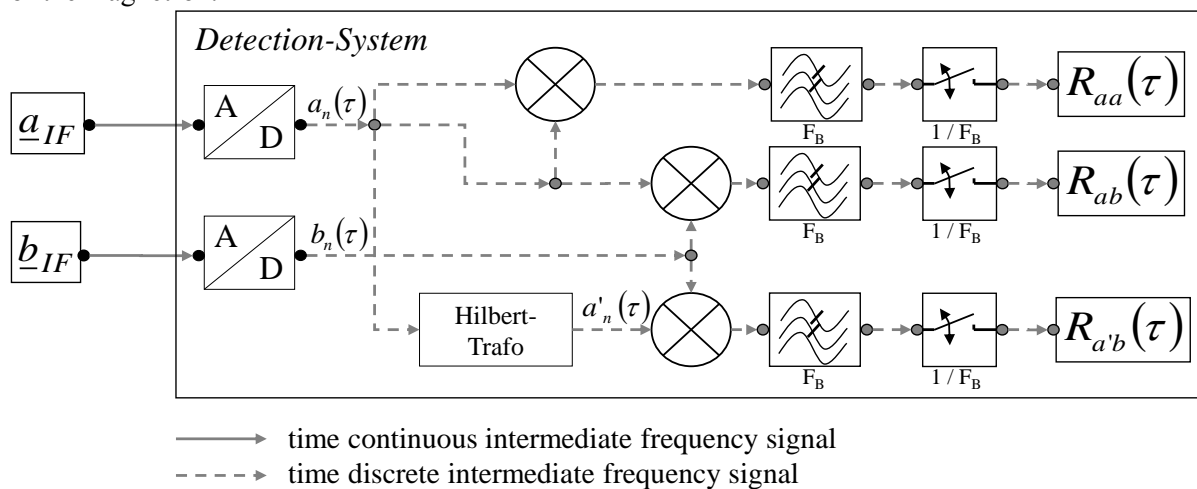 Detection-System
A
D
a_n(τ)
a_IF
F_B
1 / F_B
R_aa(τ)
F_B
1 / F_B
R_ab(τ)
A
D
b_n(τ)
b_IF
Hilbert-
Trafo
a'_n(τ)
F_B
1 / F_B
R_a'b(τ)
time continuous intermediate frequency signal
time discrete intermediate frequency signal